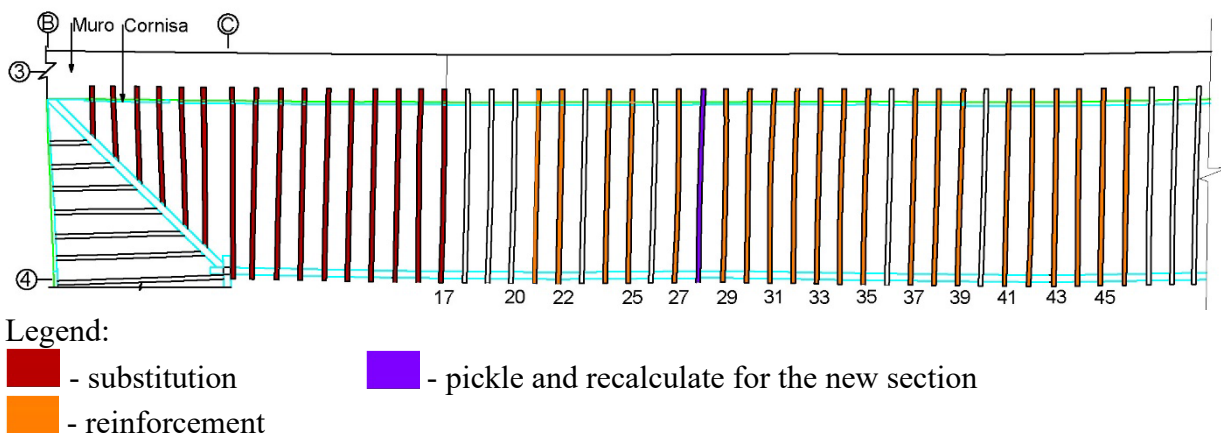 B Muro Cornisa C
3
4
17 20 22 25 27 29 31 33 35 37 39 41 43 45
Legend:
- substitution - pickle and recalculate for the new section
- reinforcement